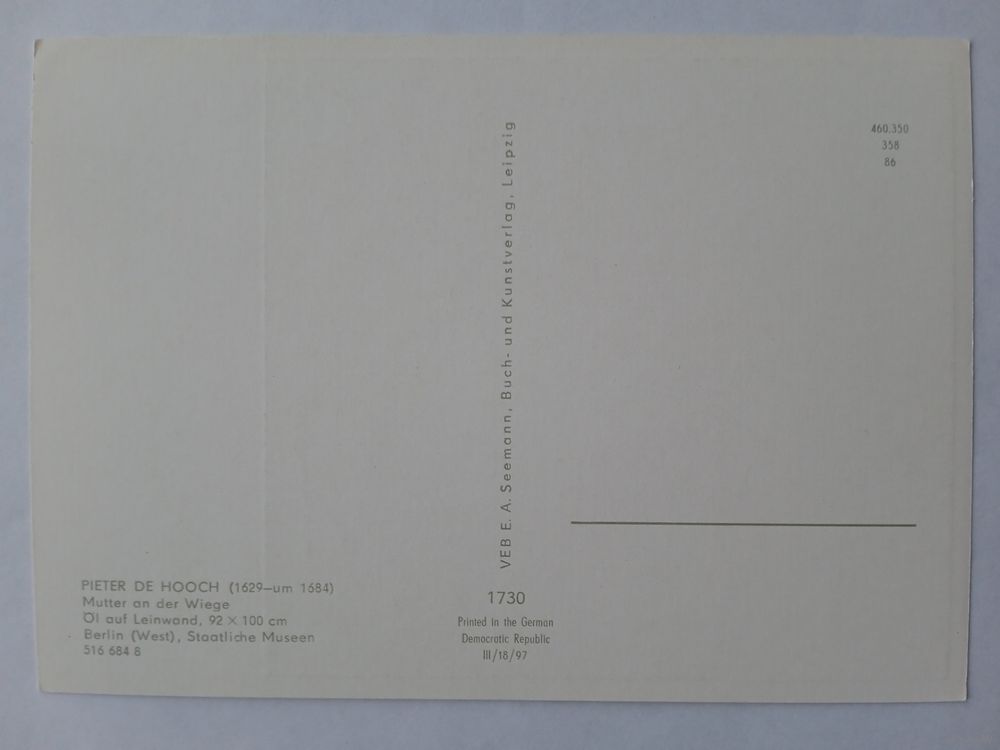 460.350
358
86
VEB E. A. Seemann, Buch- und Kunstverlag, Leipzig
PIETER DE HOOCH (1629—um 1684)
Mutter an der Wiege
Öl auf Leinwand, 92 × 100 cm
Berlin (West), Staatliche Museen
516 684 8
1730
Printed in the German
Democratic Republic
III/18/97